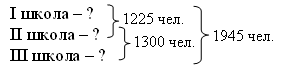 I школа – ?
II школа – ?
III школа – ?
1225 чел.
1300 чел.
1945 чел.